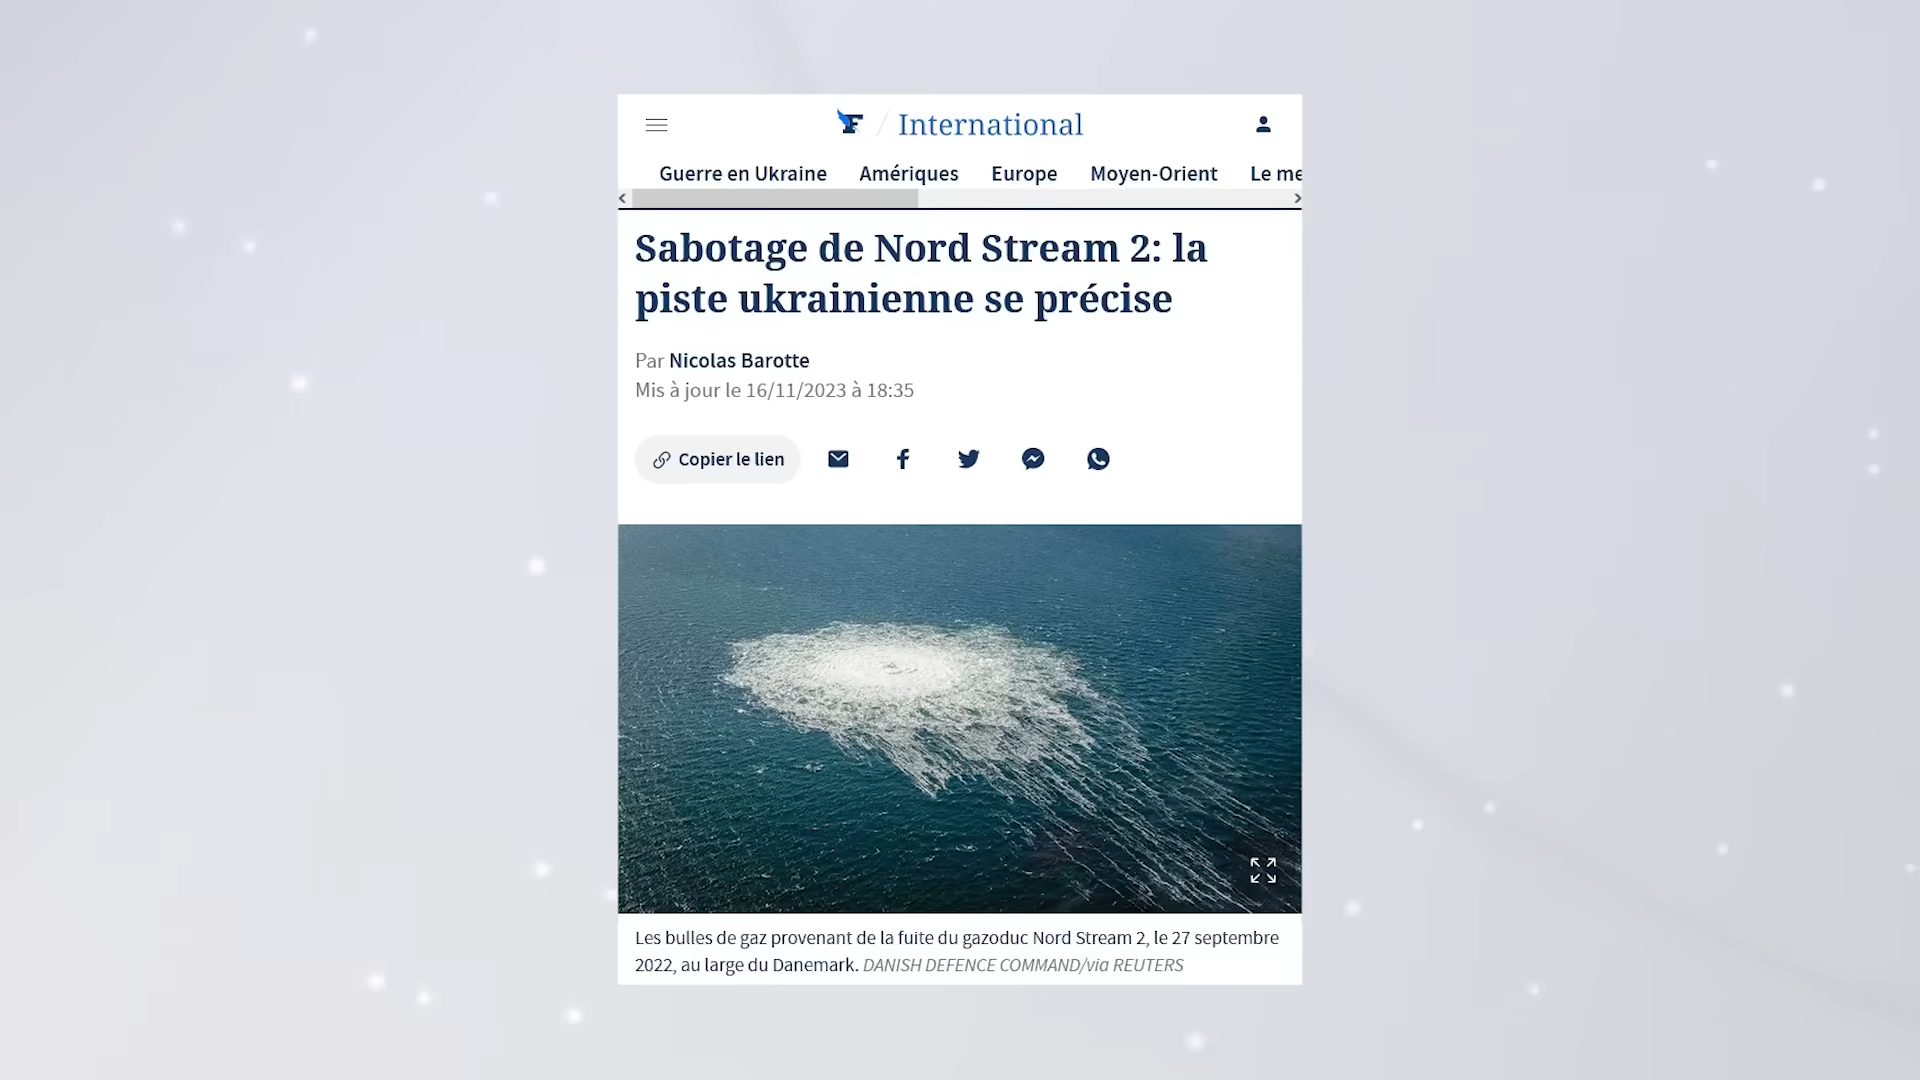 F / International
Guerre en Ukraine Amériques Europe Moyen-Orient Le me
Sabotage de Nord Stream 2: la
piste ukrainienne se précise
Par Nicolas Barotte
Mis à jour le 16/11/2023 à 18:35
Copier le lien
Les bulles de gaz provenant de la fuite du gazoduc Nord Stream 2, le 27 septembre
2022, au large du Danemark. DANISH DEFENCE COMMAND/via REUTERS